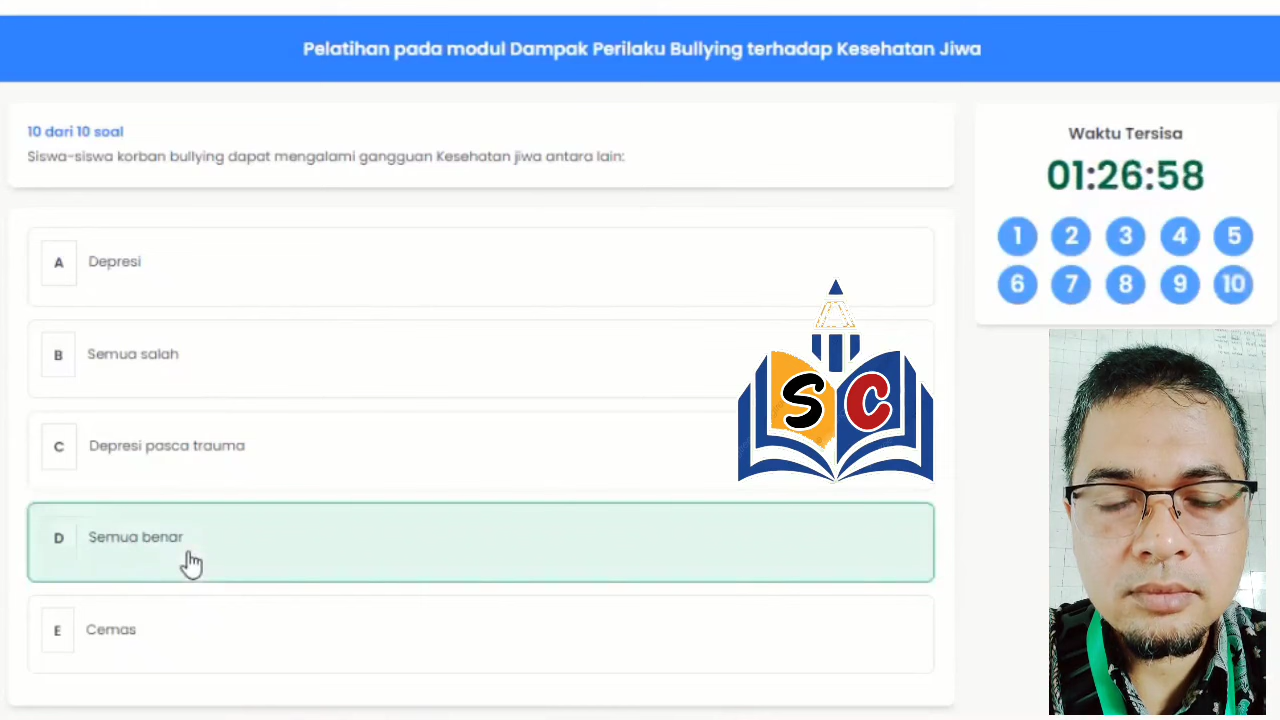 Pelatihan pada modul Dampak Perilaku Bullying terhadap Kesehatan Jiwa
10 dari 10 soal
Siswa-siswa korban bullying dapat mengalami gangguan Kesehatan jiwa antara lain:
A Depresi
B Semua salah
C Depresi pasca trauma
D Semua benar
E Cemas
Waktu Tersisa
01:26:58
1 2 3 4 5
6 7 8 9 10
S C